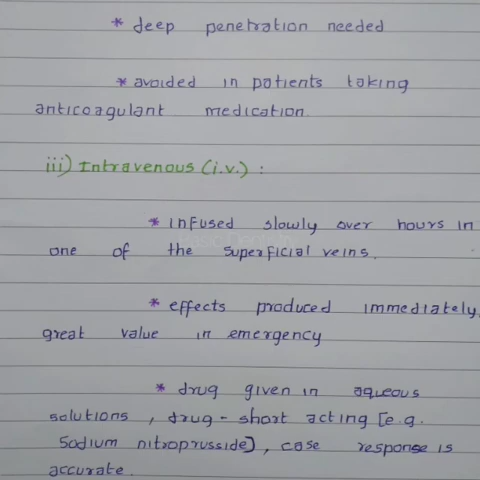 * deep penetration needed
* avoided in patients taking
anticoagulant medication.
iii) Intravenous (i.v.) :
* infused slowly over hours in
one of the superficial veins.
* effects produced immediately,
great value in emergency
* drug given in aqueous
solutions, drug - short acting [e.g.
Sodium nitroprusside], case response is
accurate.